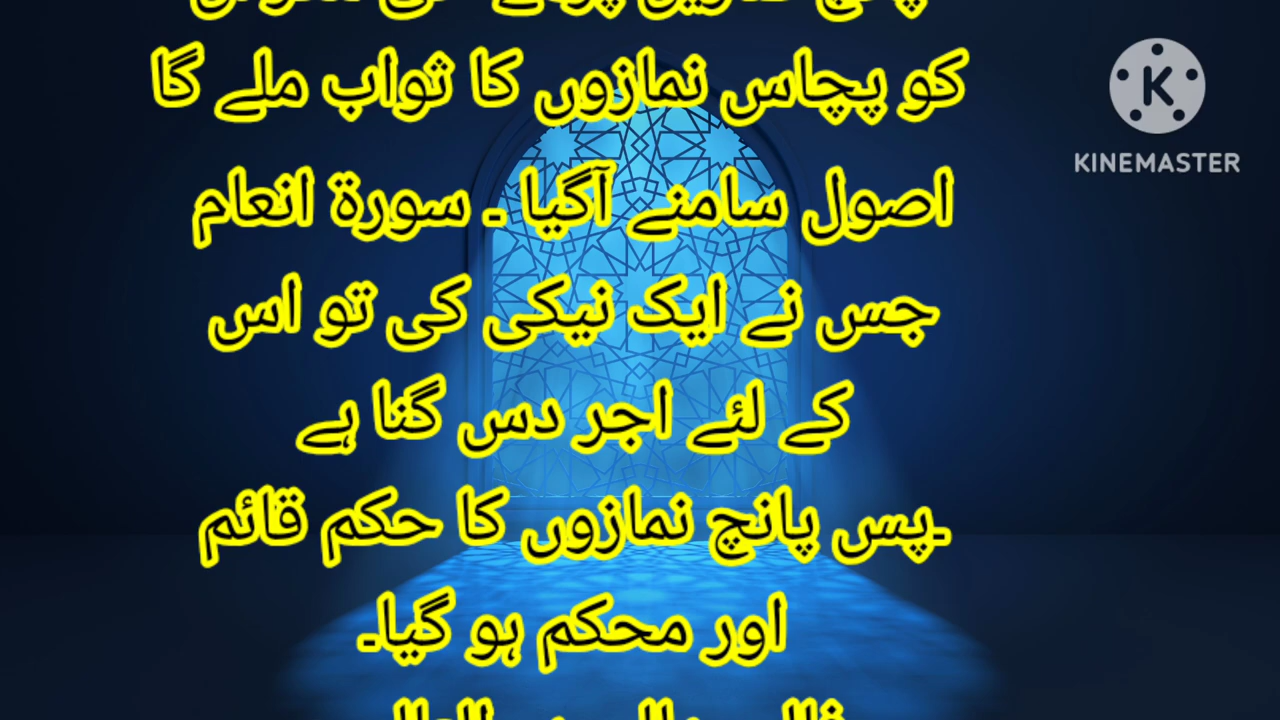 کو پچاس نمازوں کا ثواب ملے گا
اصول سامنے آگیا ۔ سورة انعام
جس نے ایک نیکی کی تو اس
کے لئے اجر دس گنا ہے
۔پس پانچ نمازوں کا حکم قائم
اور محکم ہو گیا۔
K
KINEMASTER